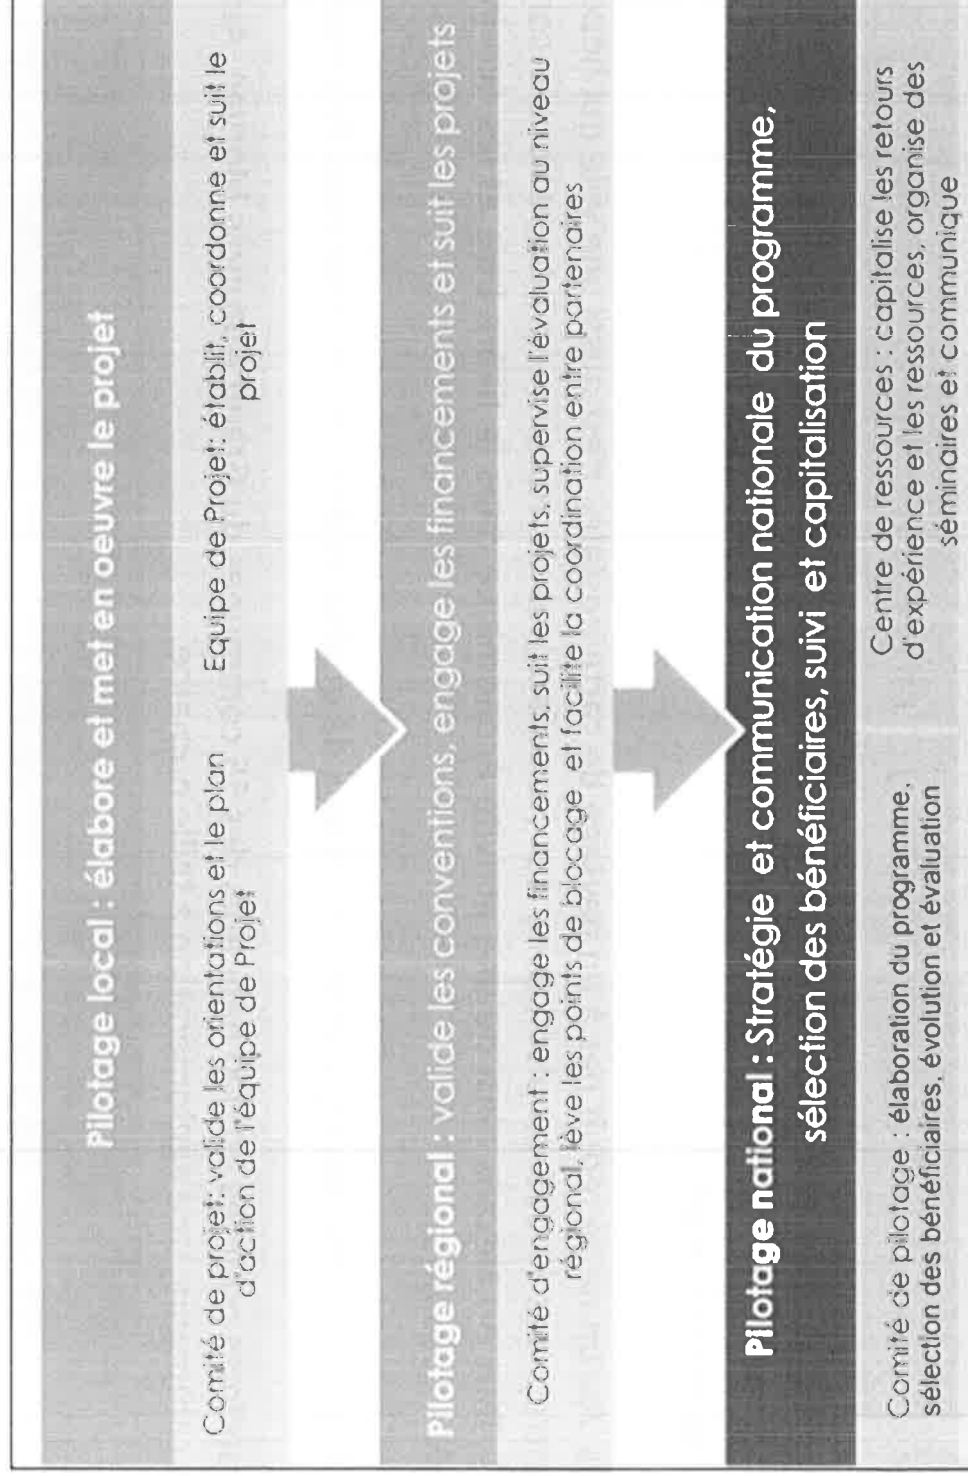 Pilotage local : élabore et met en oeuvre le projet
Comité de projet: valide les orientations et le plan
d'action de l'équipe de Projet
Equipe de Projet: établit, coordonne et suit le
projet
Pilotage régional : valide les conventions, engage les financements et suit les projets
Comité d'engagement : engage les financements, suit les projets, supervise l'évaluation au niveau
régional, lève les points de blocage et facilite la coordination entre partenaires
Pilotage national : Stratégie et communication nationale du programme,
sélection des bénéficiaires, suivi et capitalisation
Comité de pilotage : élaboration du programme,
sélection des bénéficiaires, évolution et évaluation
Centre de ressources : capitalise les retours
d'expérience et les ressources, organise des
séminaires et communique